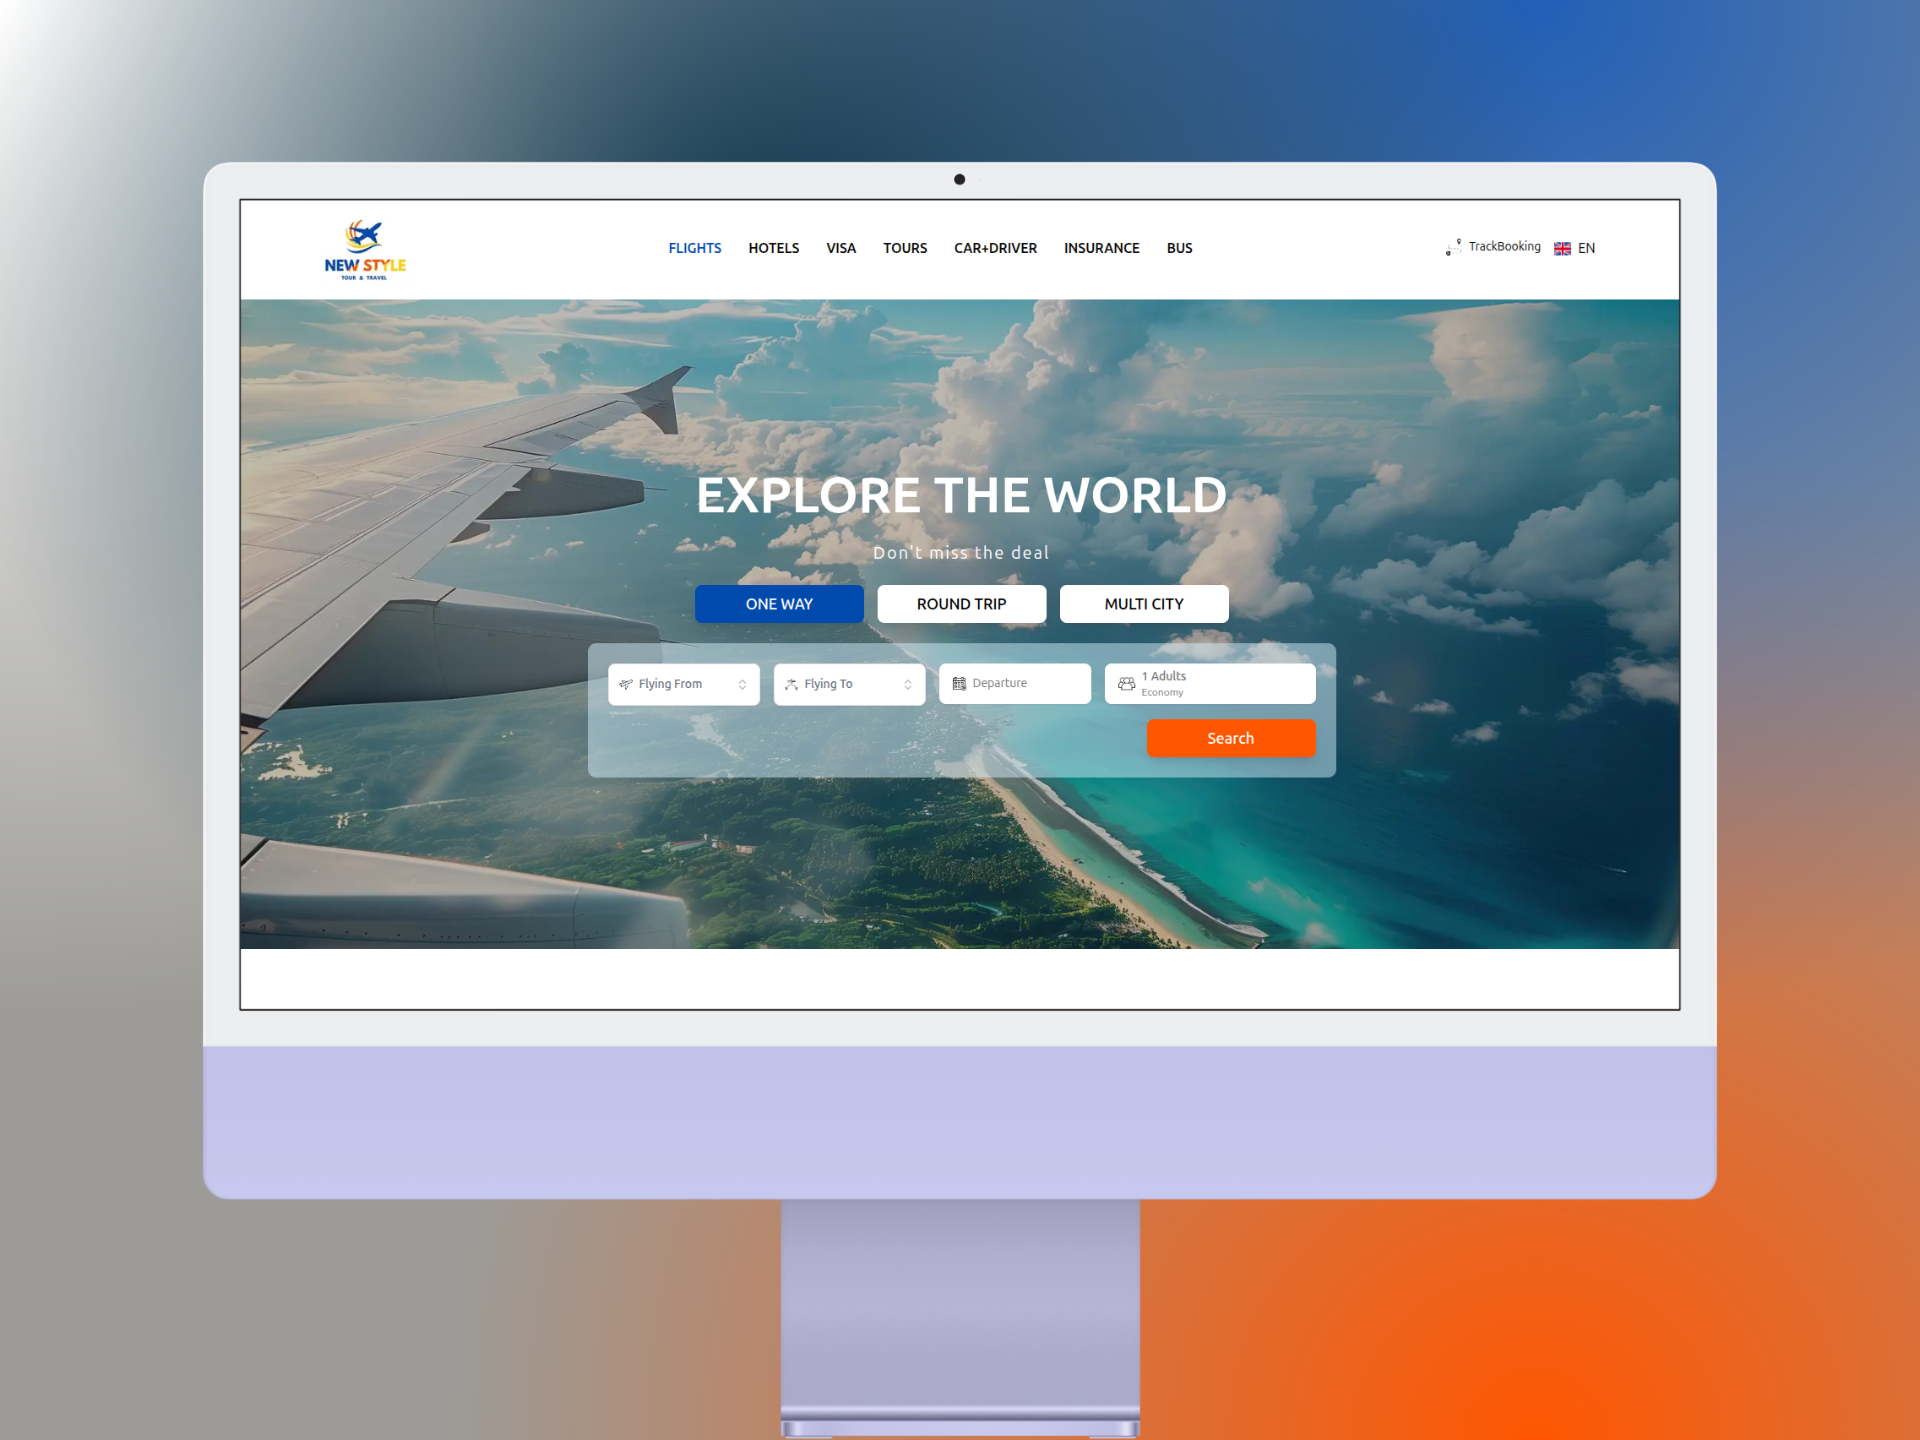 NEW STYLE
TOUR & TRAVEL
FLIGHTS HOTELS VISA TOURS CAR+DRIVER INSURANCE BUS
TrackBooking EN
EXPLORE THE WORLD
Don't miss the deal
ONE WAY ROUND TRIP MULTI CITY
Flying From Flying To Departure 1 Adults
Economy
Search